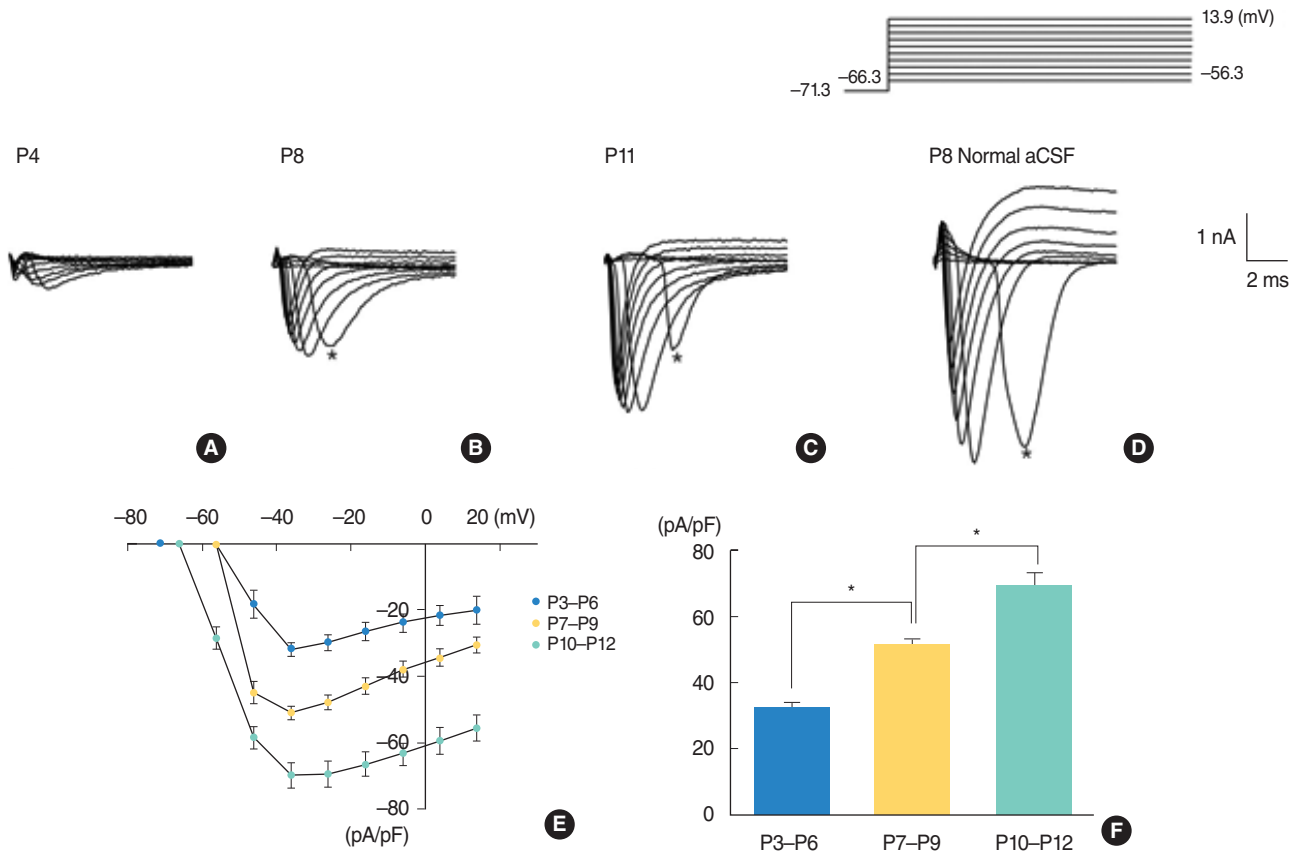 13.9 (mV)
–66.3
–56.3
–71.3
P4
P8
P11
P8 Normal aCSF
1 nA
2 ms
*
*
*
A
B
C
D
–80
–60
–40
–20
0
20 (mV)
–20
–40
–60
–80
(pA/pF)
P3–P6
P7–P9
P10–P12
E
(pA/pF)
80
60
40
20
0
*
*
P3–P6
P7–P9
P10–P12
F